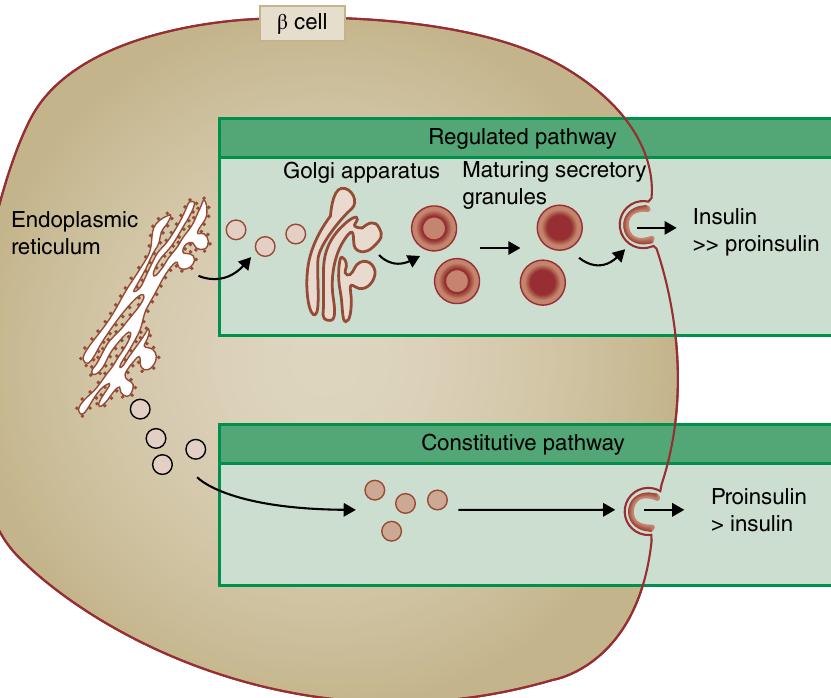 β cell
Regulated pathway
Golgi apparatus
Maturing secretory
granules
Endoplasmic
reticulum
Insulin
>> proinsulin
Constitutive pathway
Proinsulin
> insulin